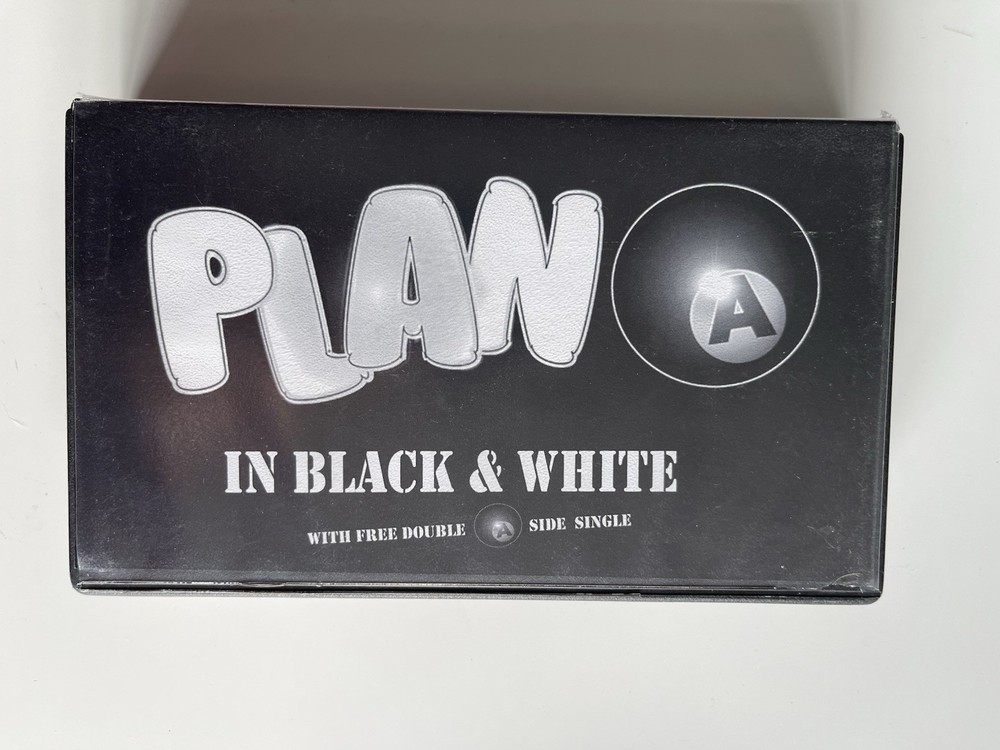 PLAN A
IN BLACK & WHITE
WITH FREE DOUBLE A SIDE SINGLE